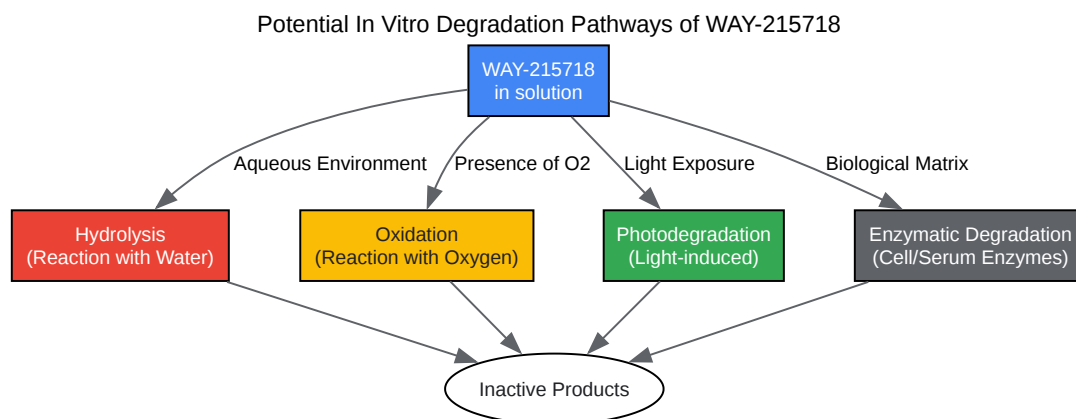 Potential In Vitro Degradation Pathways of WAY-215718
WAY-215718
in solution
Aqueous Environment
Presence of O2
Light Exposure
Biological Matrix
Hydrolysis
(Reaction with Water)
Oxidation
(Reaction with Oxygen)
Photodegradation
(Light-induced)
Enzymatic Degradation
(Cell/Serum Enzymes)
Inactive Products